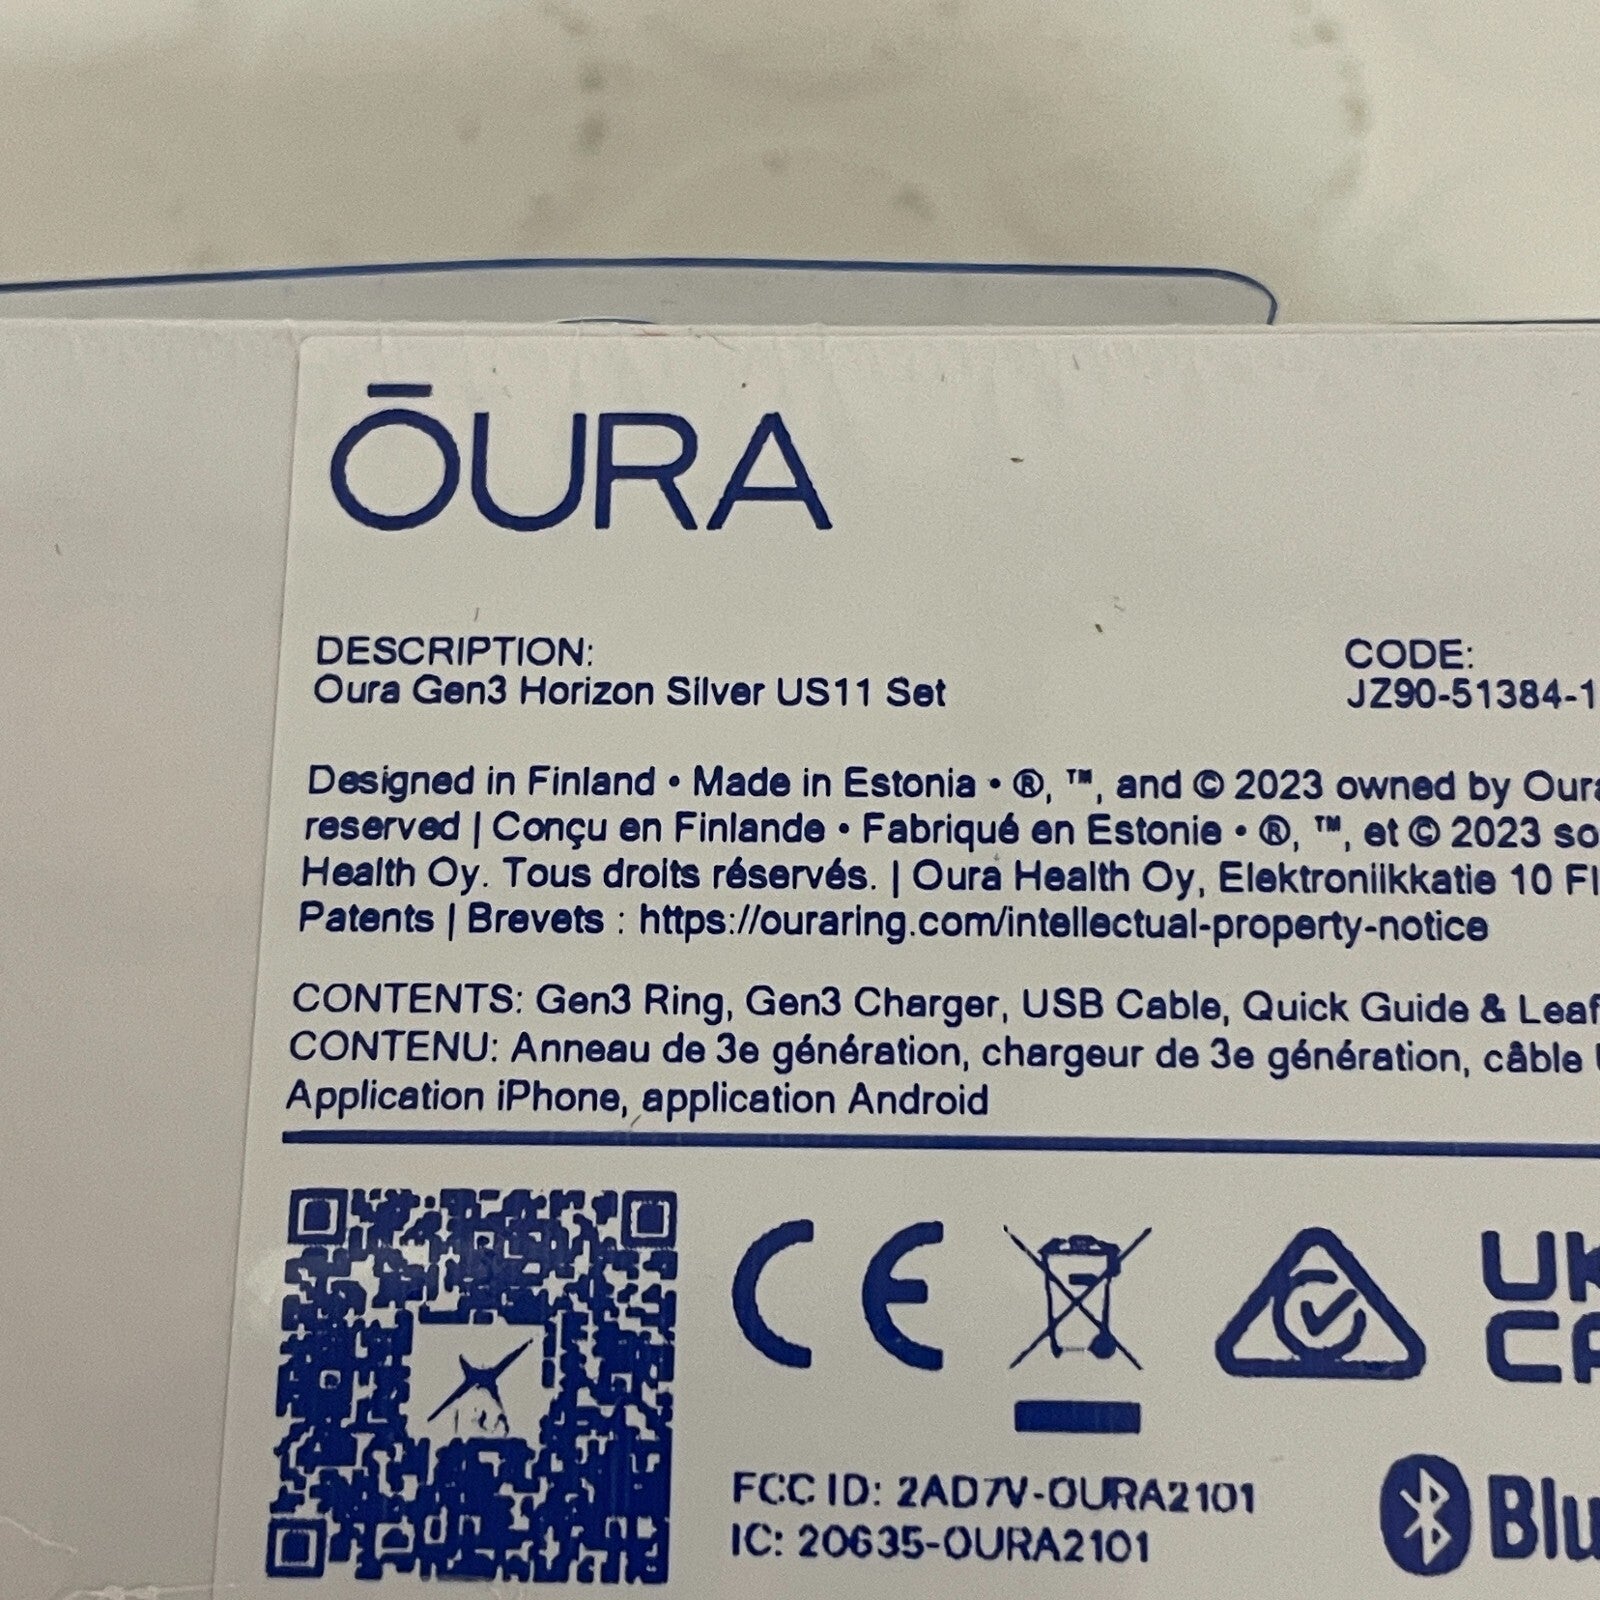 ŌURA
DESCRIPTION:
Oura Gen3 Horizon Silver US11 Set
CODE:
JZ90-51384-1
Designed in Finland • Made in Estonia • ®, ™, and © 2023 owned by Oura
reserved | Conçu en Finlande • Fabriqué en Estonie • ®, ™, et © 2023 so
Health Oy. Tous droits réservés. | Oura Health Oy, Elektroniikkatie 10 FI
Patents | Brevets : https://ouraring.com/intellectual-property-notice
CONTENTS: Gen3 Ring, Gen3 Charger, USB Cable, Quick Guide & Leaf
CONTENU: Anneau de 3e génération, chargeur de 3e génération, câble
Application iPhone, application Android
CE
UK
CA
FCC ID: 2AD7V-OURA2101
IC: 20635-OURA2101
Blu